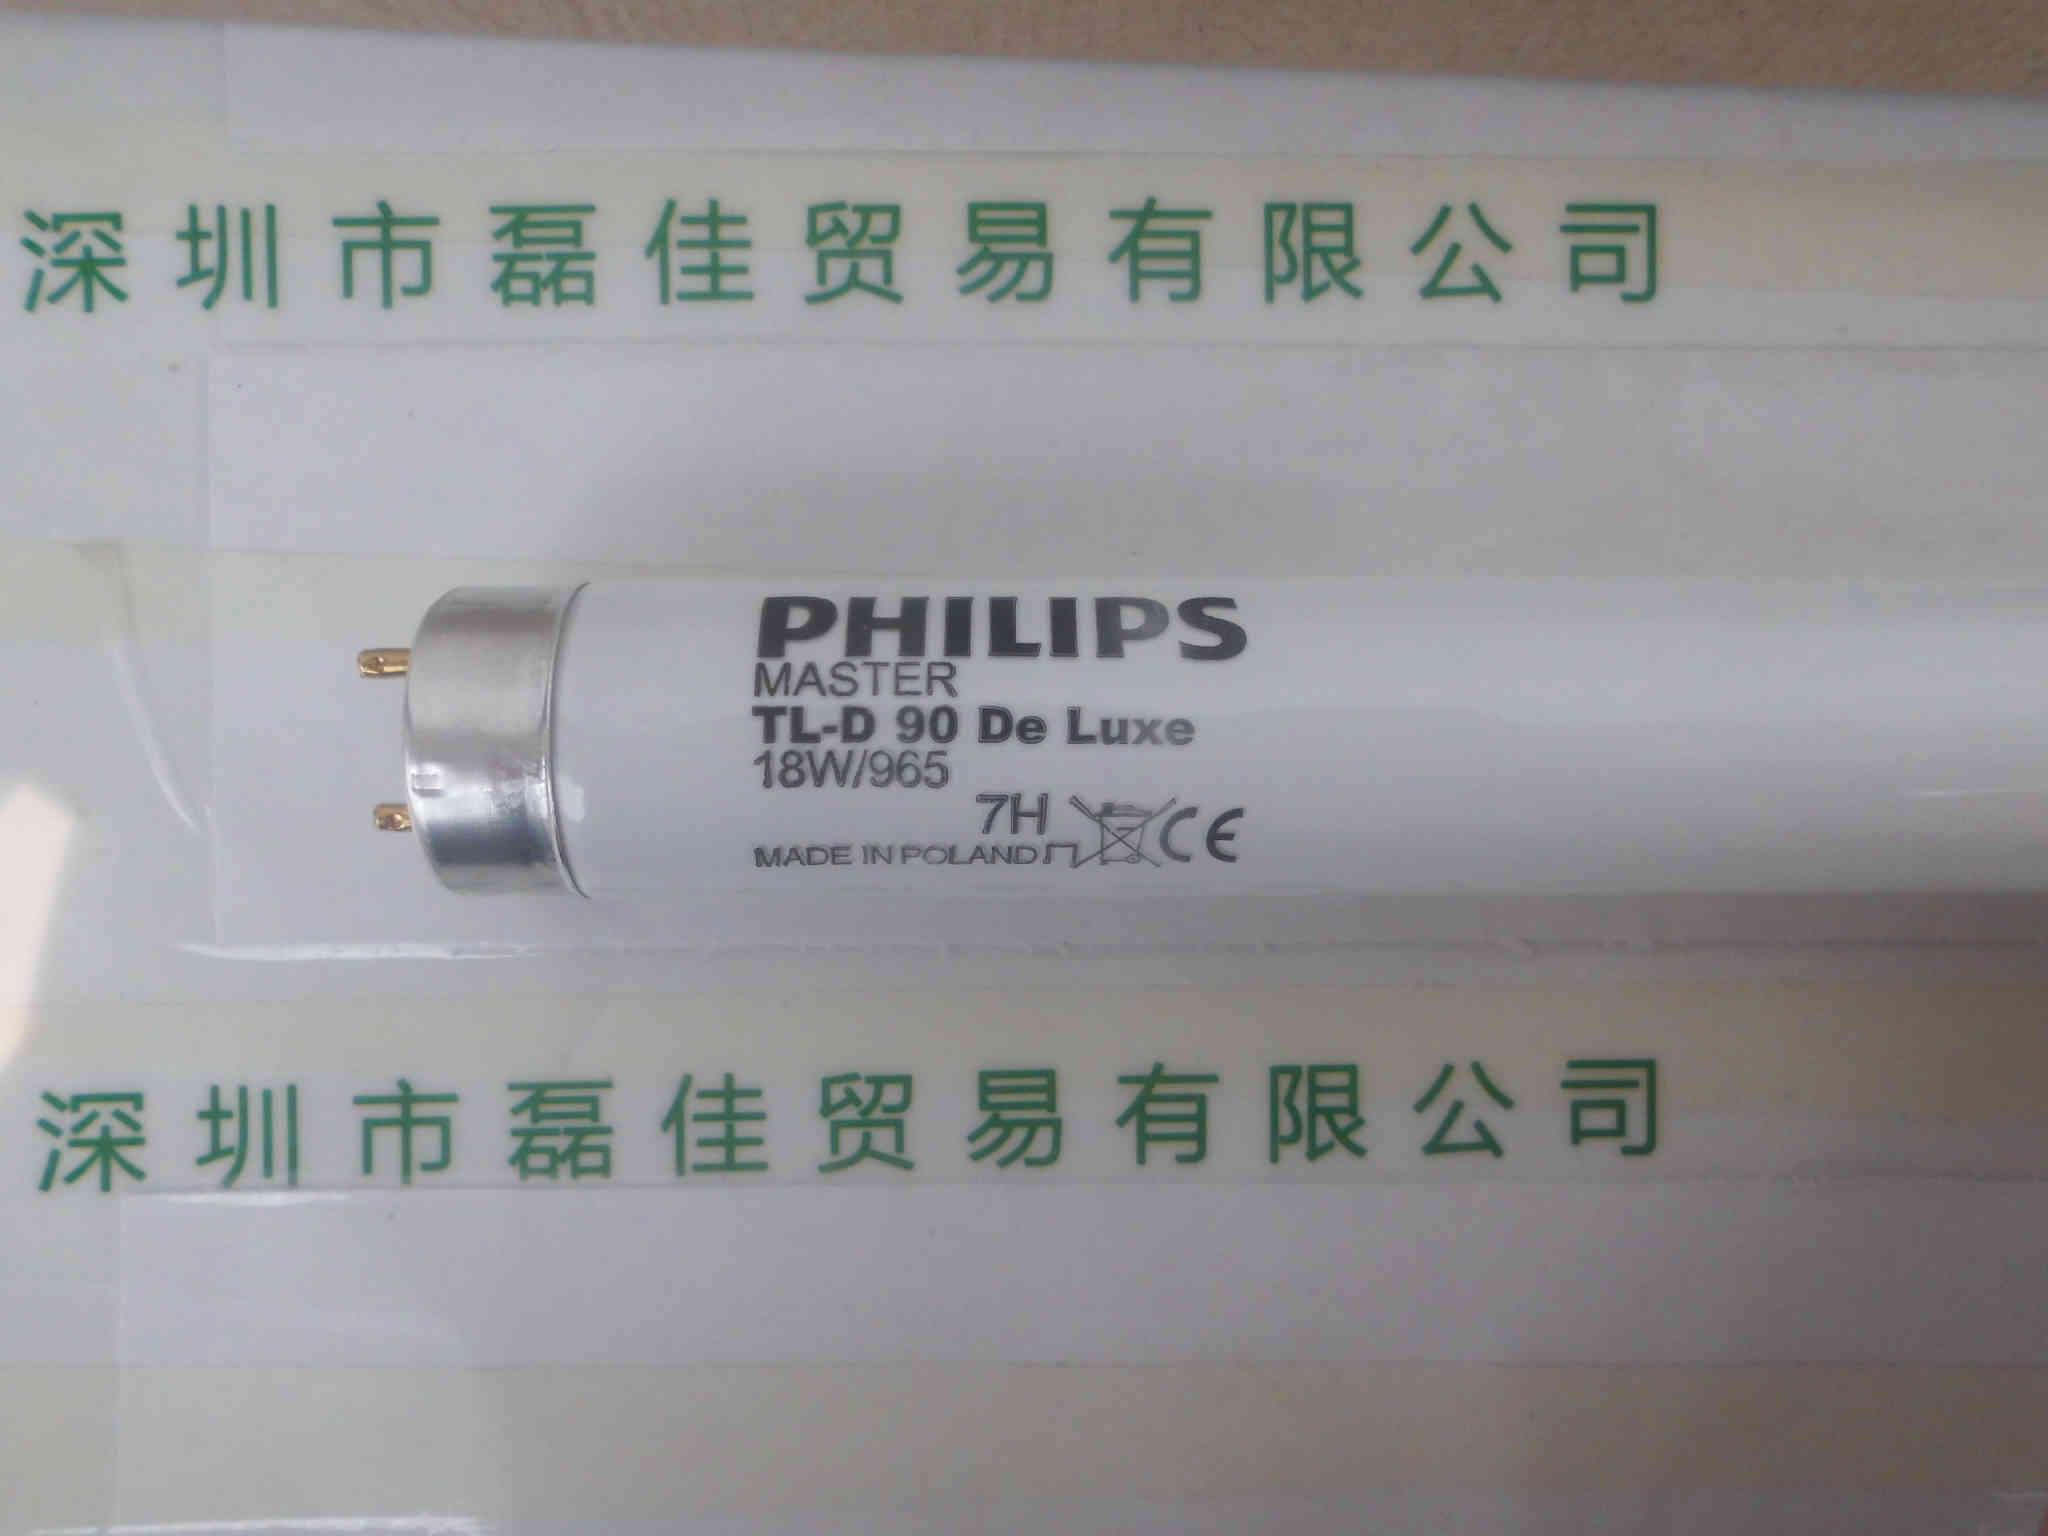 深圳市磊佳贸易有限公司
PHILIPS
MASTER
TL-D 90 De Luxe
18W/965
7H
MADE IN POLAND CE
深圳市磊佳贸易有限公司